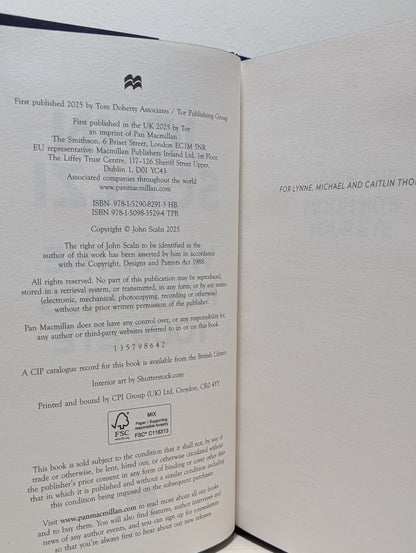 First published 2025 by Tom Doherty Associates / Tor Publishing Group
First published in the UK 2025 by Tor
an imprint of Pan Macmillan
The Smithson, 6 Briset Street, London EC1M 5NR
EU representative: Macmillan Publishers Ireland Ltd, 1st Floor,
The Liffey Trust Centre, 117–126 Sheriff Street Upper,
Dublin 1, D01 YC43
Associated companies throughout the world
www.panmacmillan.com
ISBN 978-1-5290-8291-3 HB
ISBN 978-1-5098-3529-4 TPB
Copyright © John Scalzi 2025
The right of John Scalzi to be identified as the
author of this work has been asserted by him in accordance
with the Copyright, Designs and Patents Act 1988.
All rights reserved. No part of this publication may be reproduced,
stored in a retrieval system, or transmitted, in any form, or by any means
(electronic, mechanical, photocopying, recording or otherwise)
without the prior written permission of the publisher.
Pan Macmillan does not have any control over, or any responsibility for,
any author or third-party websites referred to in or on this book.
1 3 5 7 9 8 6 4 2
A CIP catalogue record for this book is available from the British Library.
Interior art by Shutterstock.com
Printed and bound by CPI Group (UK) Ltd, Croydon, CR0 4YY
FSC
www.fsc.org
MIX
Paper | Supporting
responsible forestry
FSC® C116313
This book is sold subject to the condition that it shall not, by way of
trade or otherwise, be lent, hired out, or otherwise circulated without
the publisher's prior consent in any form of binding or cover other than
that in which it is published and without a similar condition including
this condition being imposed on the subsequent purchaser.
Visit www.panmacmillan.com to read more about all our books
and to buy them. You will also find features, author interviews and
news of any author events, and you can sign up for e-newsletters
so that you're always first to hear about our new releases.
FOR LYNNE, MICHAEL AND CAITLIN